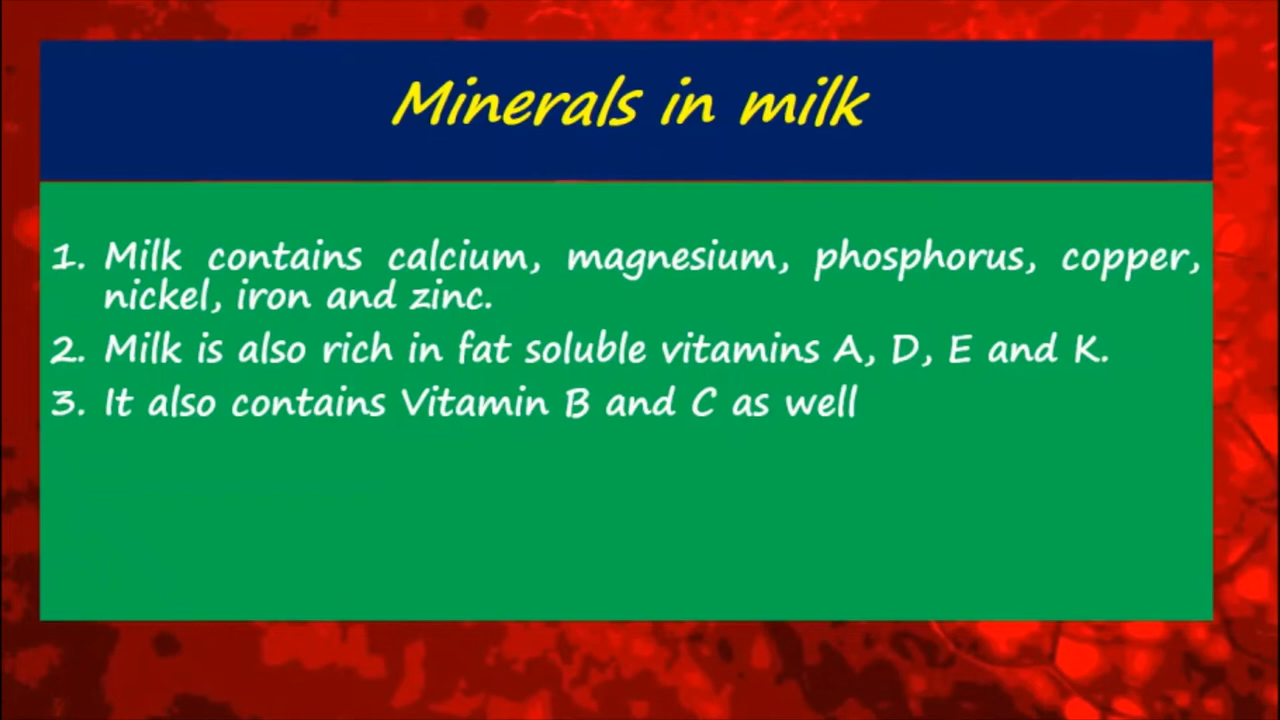 Minerals in milk
1. Milk contains calcium, magnesium, phosphorus, copper,
nickel, iron and zinc.
2. Milk is also rich in fat soluble vitamins A, D, E and K.
3. It also contains Vitamin B and C as well